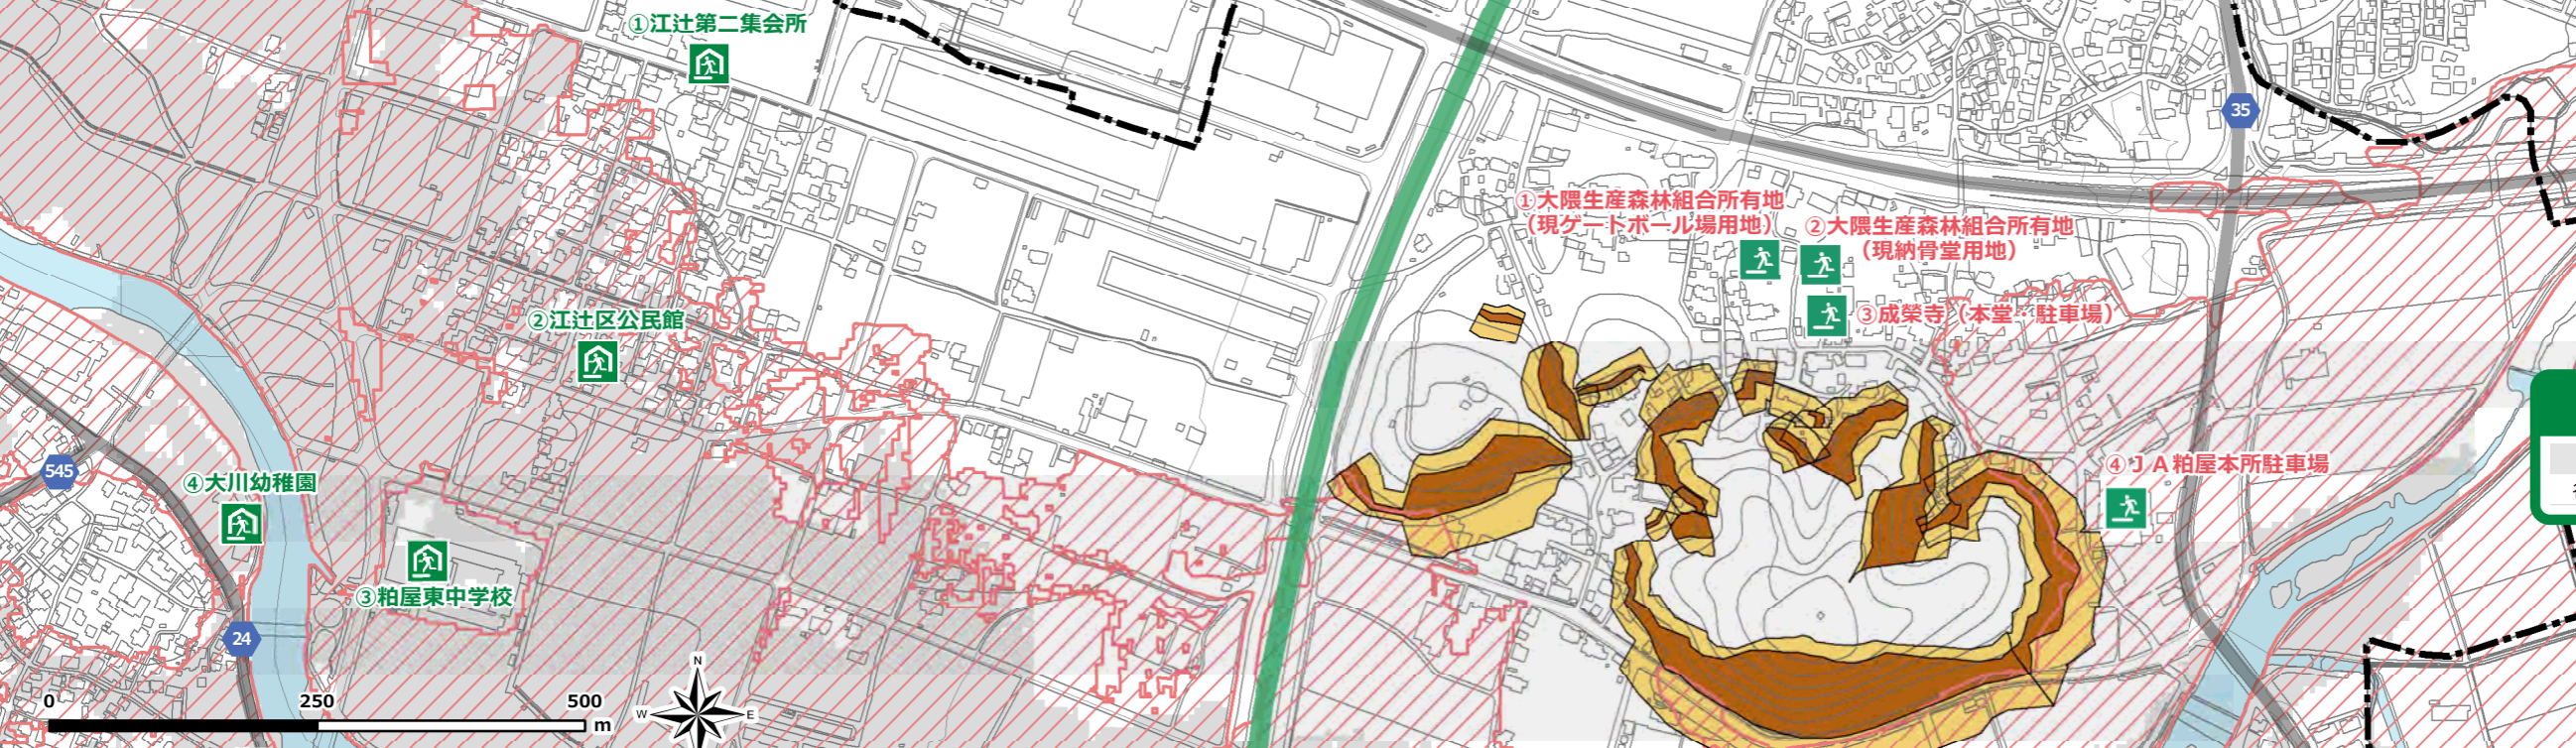 ①江辻第二集会所
35
①大隈生産森林組合所有地
（現ゲートボール場用地）
②大隈生産森林組合所有地
（現納骨堂用地）
③成榮寺（本堂・駐車場）
②江辻区公民館
545
④大川幼稚園
④ＪＡ粕屋本所駐車場
③粕屋東中学校
24
0 250 500
m
N
W E